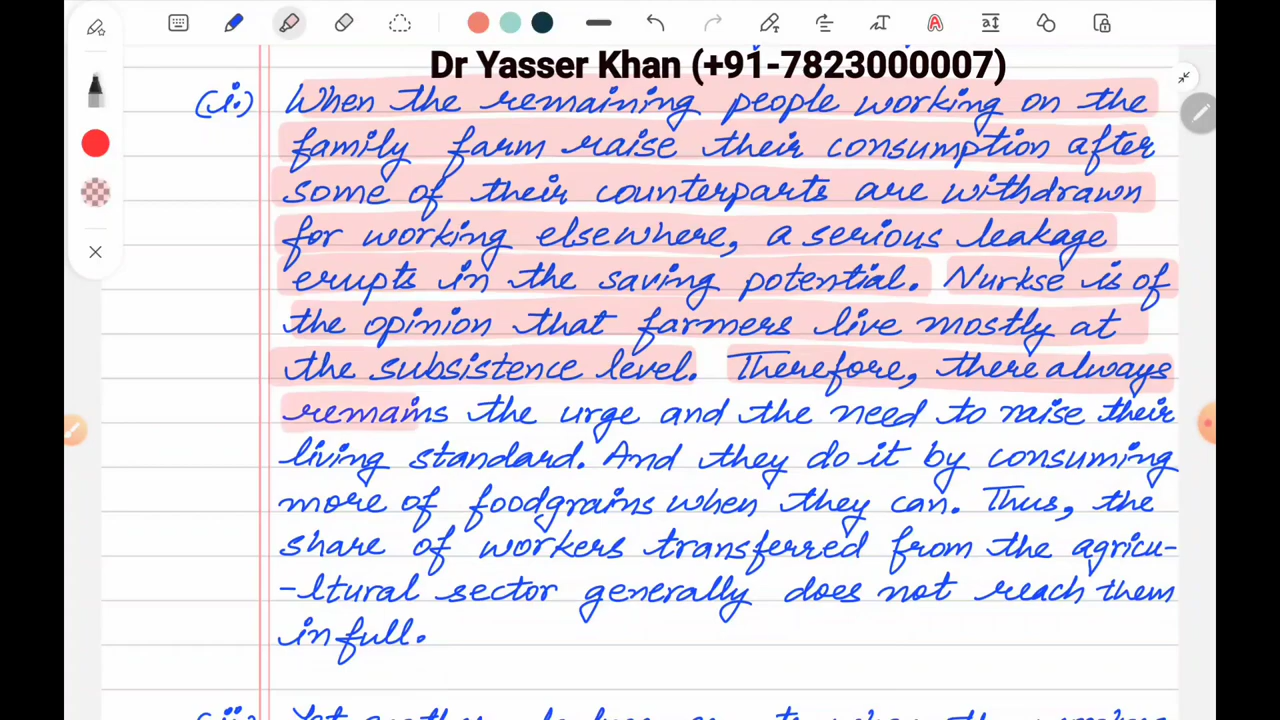 Dr Yasser Khan (+91-7823000007)
(i.) When the remaining people working on the
family farm raise their consumption after
some of their counterparts are withdrawn
for working elsewhere, a serious leakage
erupts in the saving potential. Nurkse is of
the opinion that farmers live mostly at
the subsistence level. Therefore, there always
remains the urge and the need to raise their
living standard. And they do it by consuming
more of foodgrains when they can. Thus, the
share of workers transferred from the agricu-
-ltural sector generally does not reach them
in full.